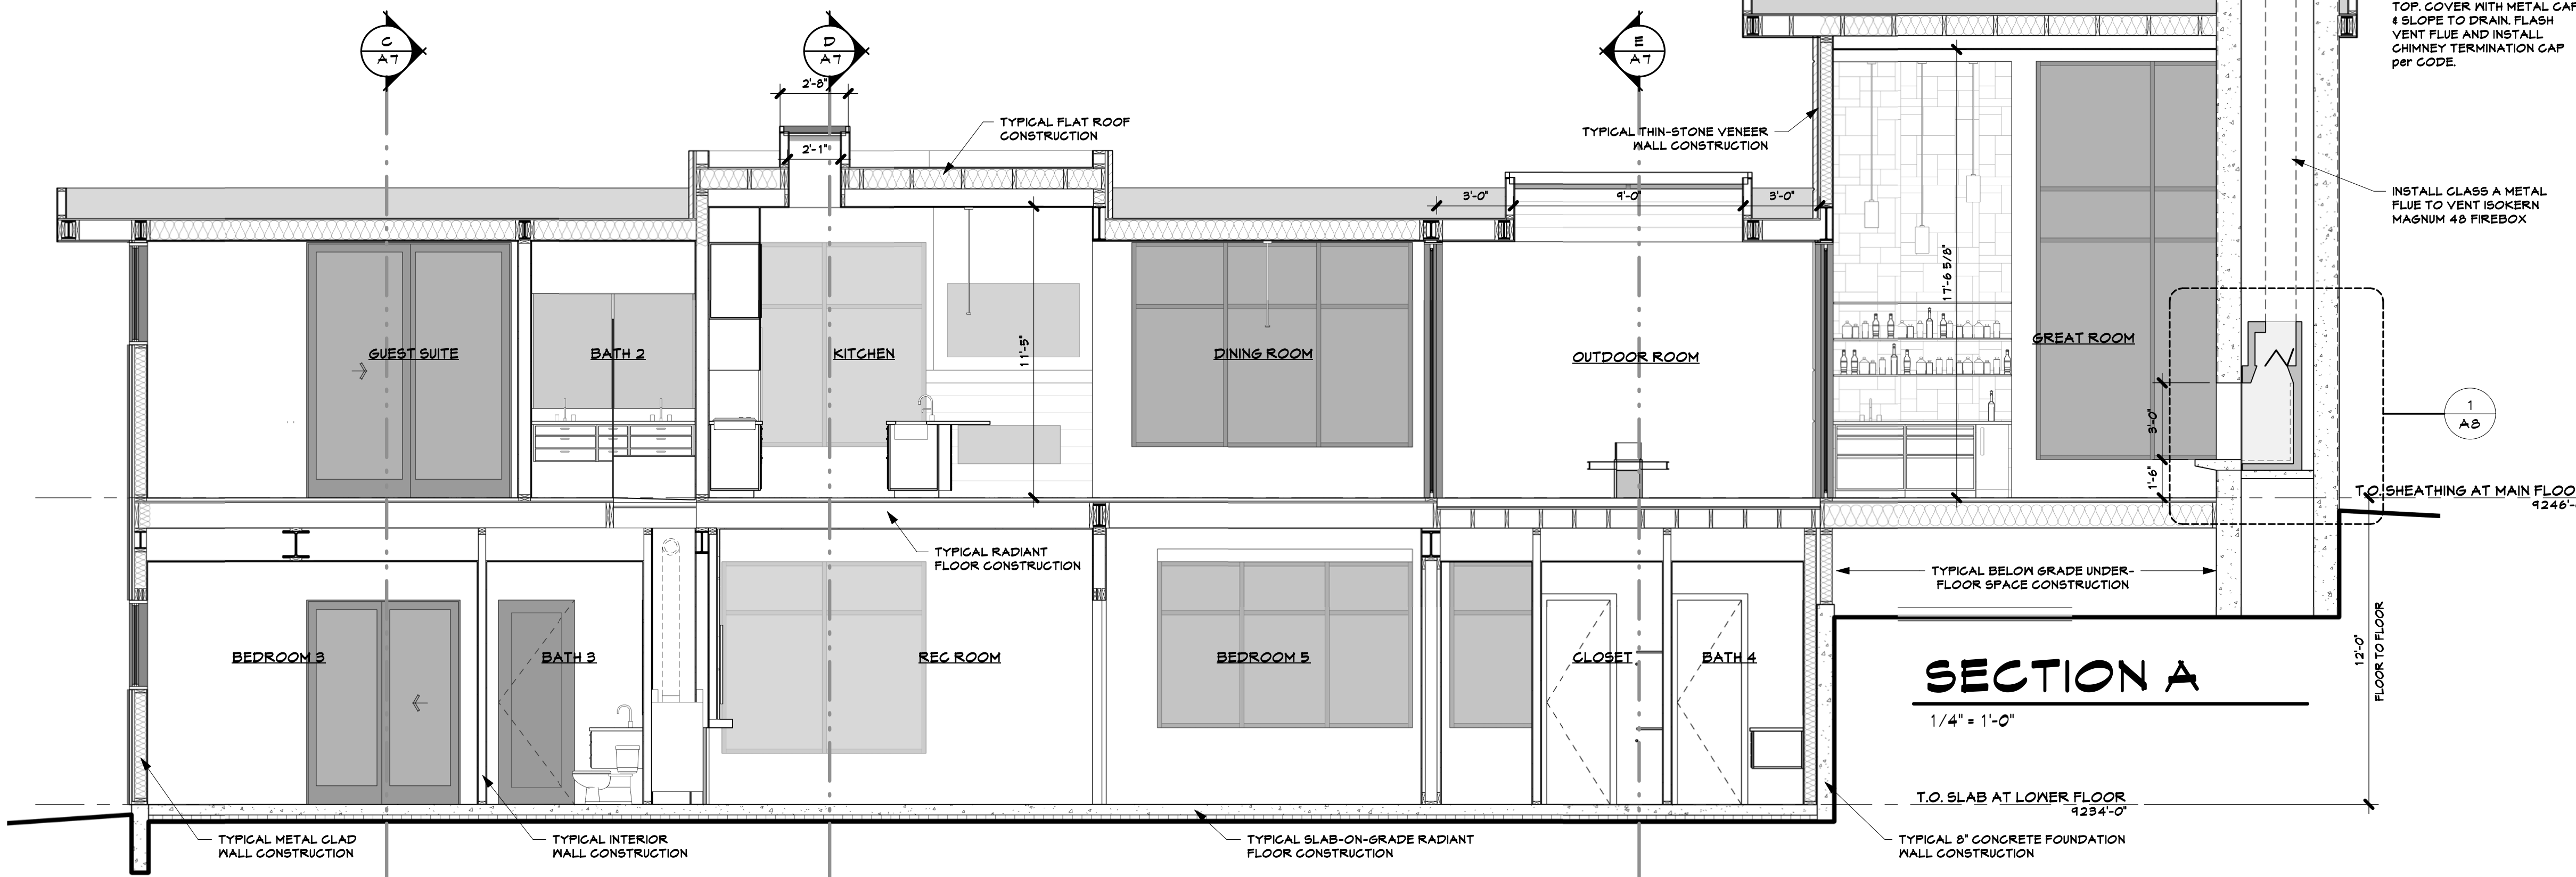 TOP. COVER WITH METAL CAP
& SLOPE TO DRAIN. FLASH
VENT FLUE AND INSTALL
CHIMNEY TERMINATION CAP
per CODE.
C
A7
D
A7
E
A7
2'-8"
2'-1"
TYPICAL FLAT ROOF
CONSTRUCTION
TYPICAL THIN-STONE VENEER
WALL CONSTRUCTION
3'-0"
9'-0"
3'-0"
INSTALL CLASS A METAL
FLUE TO VENT ISOKERN
MAGNUM 48 FIREBOX
17'-6 5/8"
11'-5"
GUEST SUITE
BATH 2
KITCHEN
DINING ROOM
OUTDOOR ROOM
GREAT ROOM
3'-0"
1'-6"
1
A8
T.O. SHEATHING AT MAIN FLOO
9246'-
TYPICAL RADIANT
FLOOR CONSTRUCTION
TYPICAL BELOW GRADE UNDER-
FLOOR SPACE CONSTRUCTION
BEDROOM 3
BATH 3
REC ROOM
BEDROOM 5
CLOSET
BATH 4
12'-0"
FLOOR TO FLOOR
SECTION A
1/4" = 1'-0"
T.O. SLAB AT LOWER FLOOR
9234'-0"
TYPICAL METAL CLAD
WALL CONSTRUCTION
TYPICAL INTERIOR
WALL CONSTRUCTION
TYPICAL SLAB-ON-GRADE RADIANT
FLOOR CONSTRUCTION
TYPICAL 8" CONCRETE FOUNDATION
WALL CONSTRUCTION